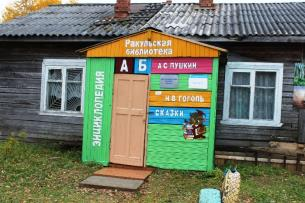 Ракульская
библиотека
А Б
А.С. ПУШКИН
ЭНЦИКЛОПЕДИЯ
Н.В. ГОГОЛЬ
СКАЗКИ